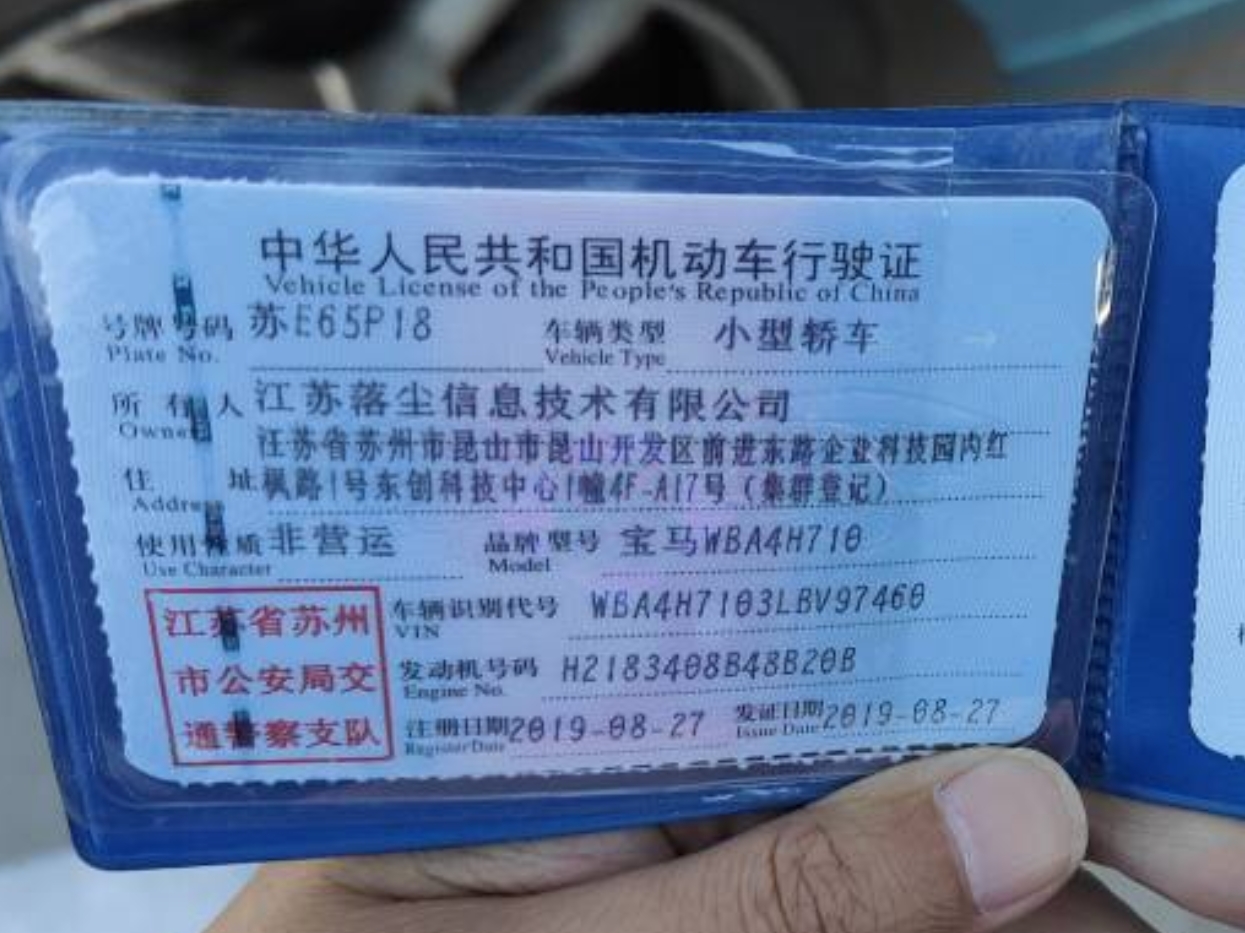 中华人民共和国机动车行驶证
Vehicle License of the People's Republic of China
号牌号码 苏E65P18 车辆类型 小型轿车
Plate No. Vehicle Type
所有人 江苏落尘信息技术有限公司
Owner
江苏省苏州市昆山市昆山开发区前进东路企业科技园内红
住址 枫路1号东创科技中心1幢4F-A17号（集群登记）
Address
使用性质 非营运 品牌型号 宝马WBA4H710
Use Character Model
江苏省苏州
市公安局交
通警察支队
车辆识别代号 WBA4H7103LBV97460
VIN
发动机号码 H2183408B48B20B
Engine No.
注册日期 2019-08-27 发证日期 2019-08-27
Register Date Issue Date